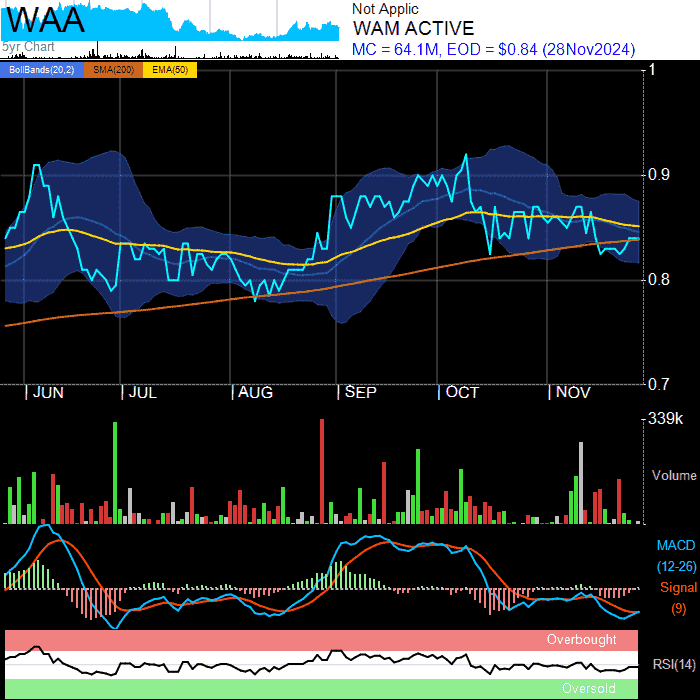 WAA
5yr Chart
Not Applic
WAM ACTIVE
MC = 64.1M, EOD = $0.84 (28Nov2024)
BollBands(20,2) SMA(200) EMA(50)
1
0.9
0.8
0.7
JUN JUL AUG SEP OCT NOV
339k
Volume
MACD
(12-26)
Signal
(9)
Overbought
RSI(14)
Oversold